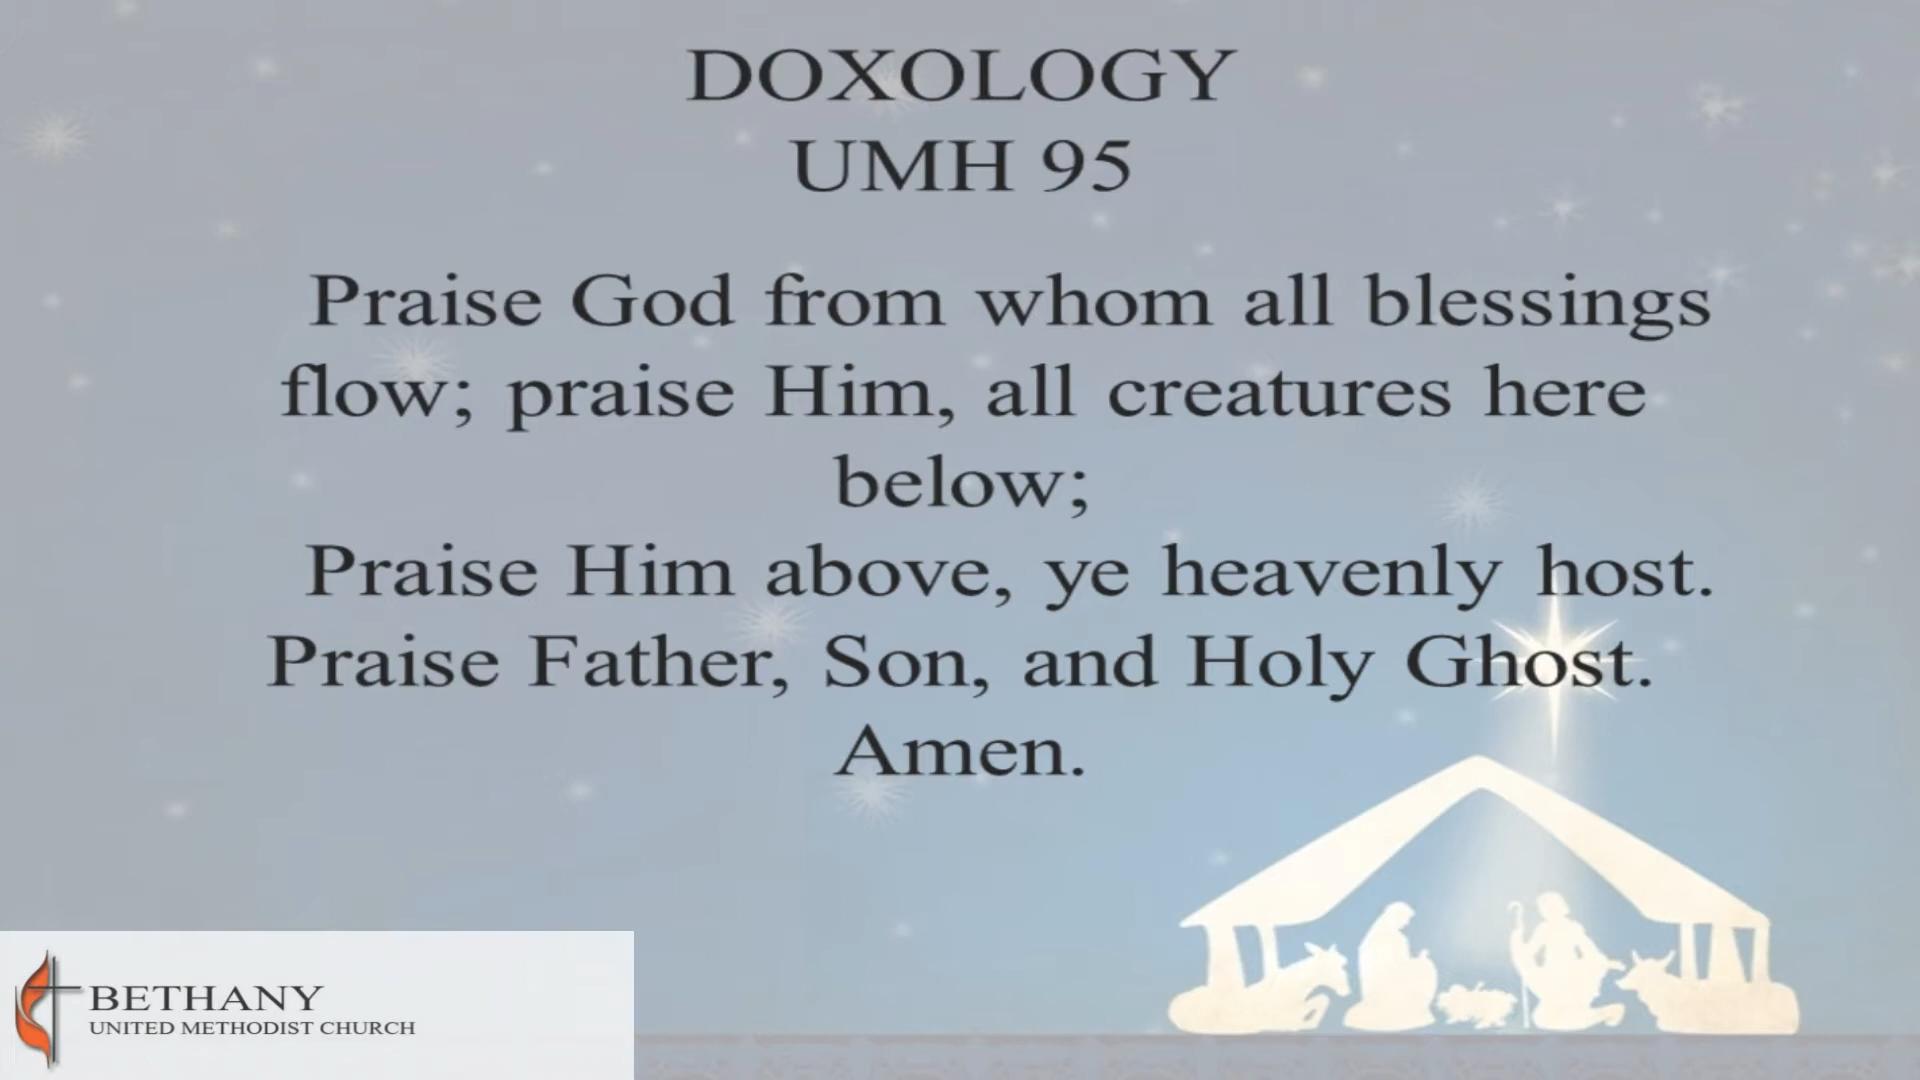 DOXOLOGY
UMH 95
Praise God from whom all blessings
flow; praise Him, all creatures here
below;
Praise Him above, ye heavenly host.
Praise Father, Son, and Holy Ghost.
Amen.
BETHANY
UNITED METHODIST CHURCH